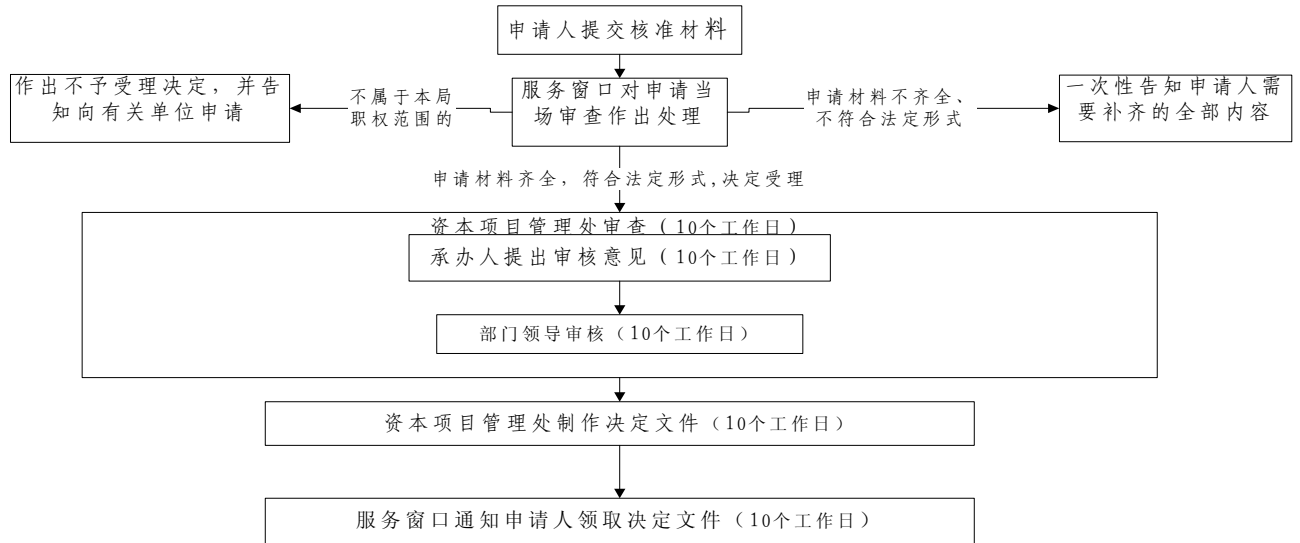 申请人提交核准材料
作出不予受理决定，并告
知向有关单位申请
不属于本局
职权范围的
服务窗口对申请当
场审查作出处理
申请材料不齐全、
不符合法定形式
一次性告知申请人需
要补齐的全部内容
申请材料齐全，符合法定形式,决定受理
资本项目管理处审查（10个工作日）
承办人提出审核意见（10个工作日）
部门领导审核（10个工作日）
资本项目管理处制作决定文件（10个工作日）
服务窗口通知申请人领取决定文件（10个工作日）